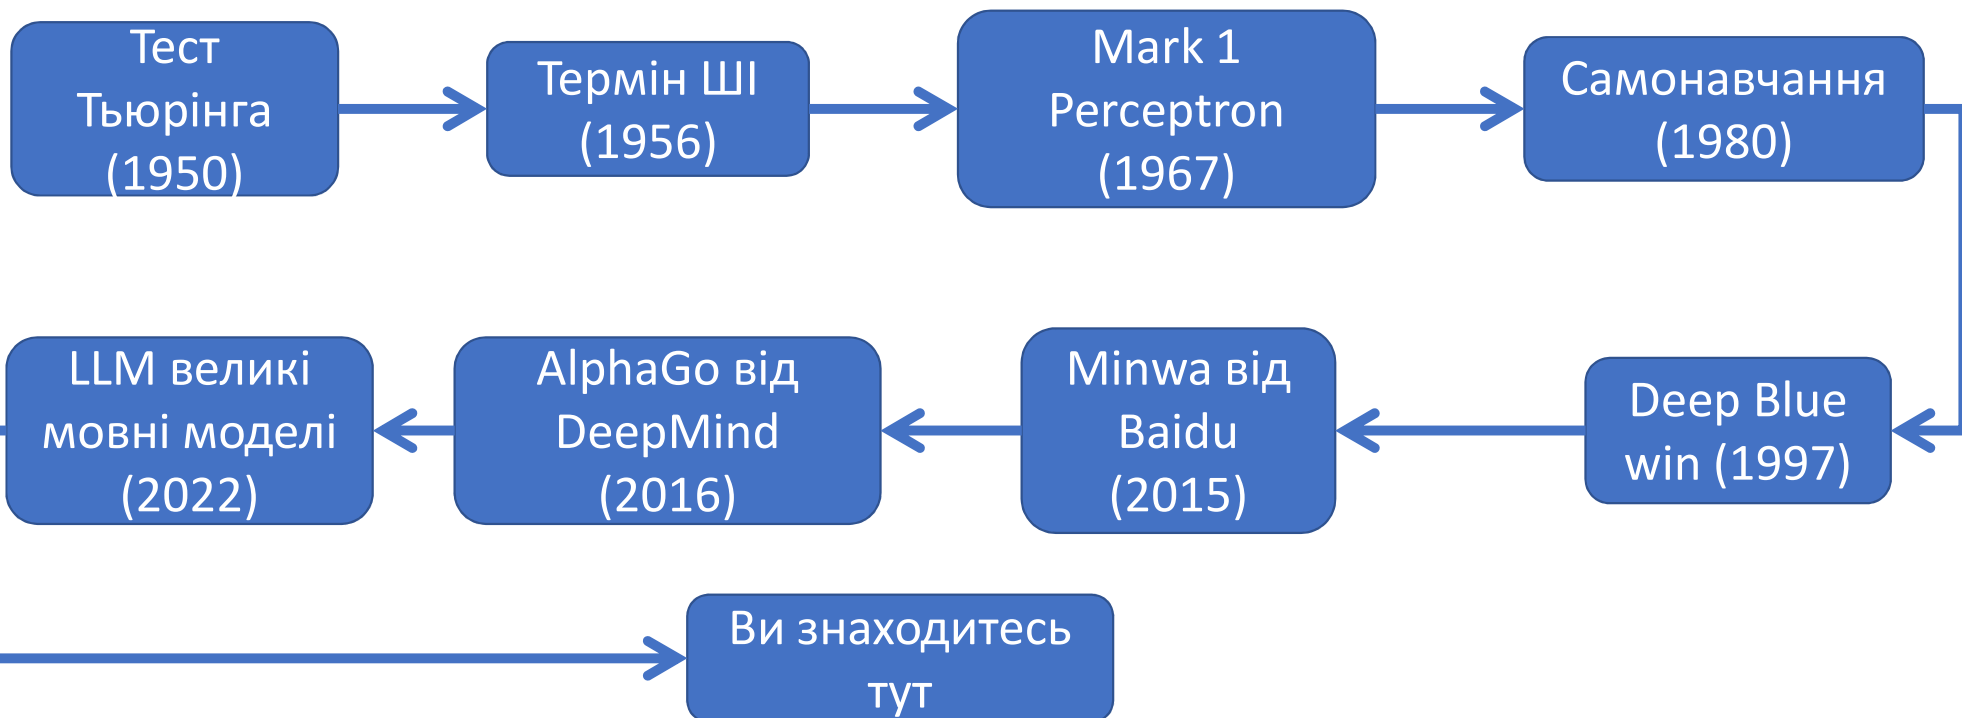 Тест
Тьюрінга
(1950)
Термін ШІ
(1956)
Mark 1
Perceptron
(1967)
Самонавчання
(1980)
Deep Blue
win (1997)
Minwa від
Baidu
(2015)
AlphaGo від
DeepMind
(2016)
LLM великі
мовні моделі
(2022)
Ви знаходитесь
тут